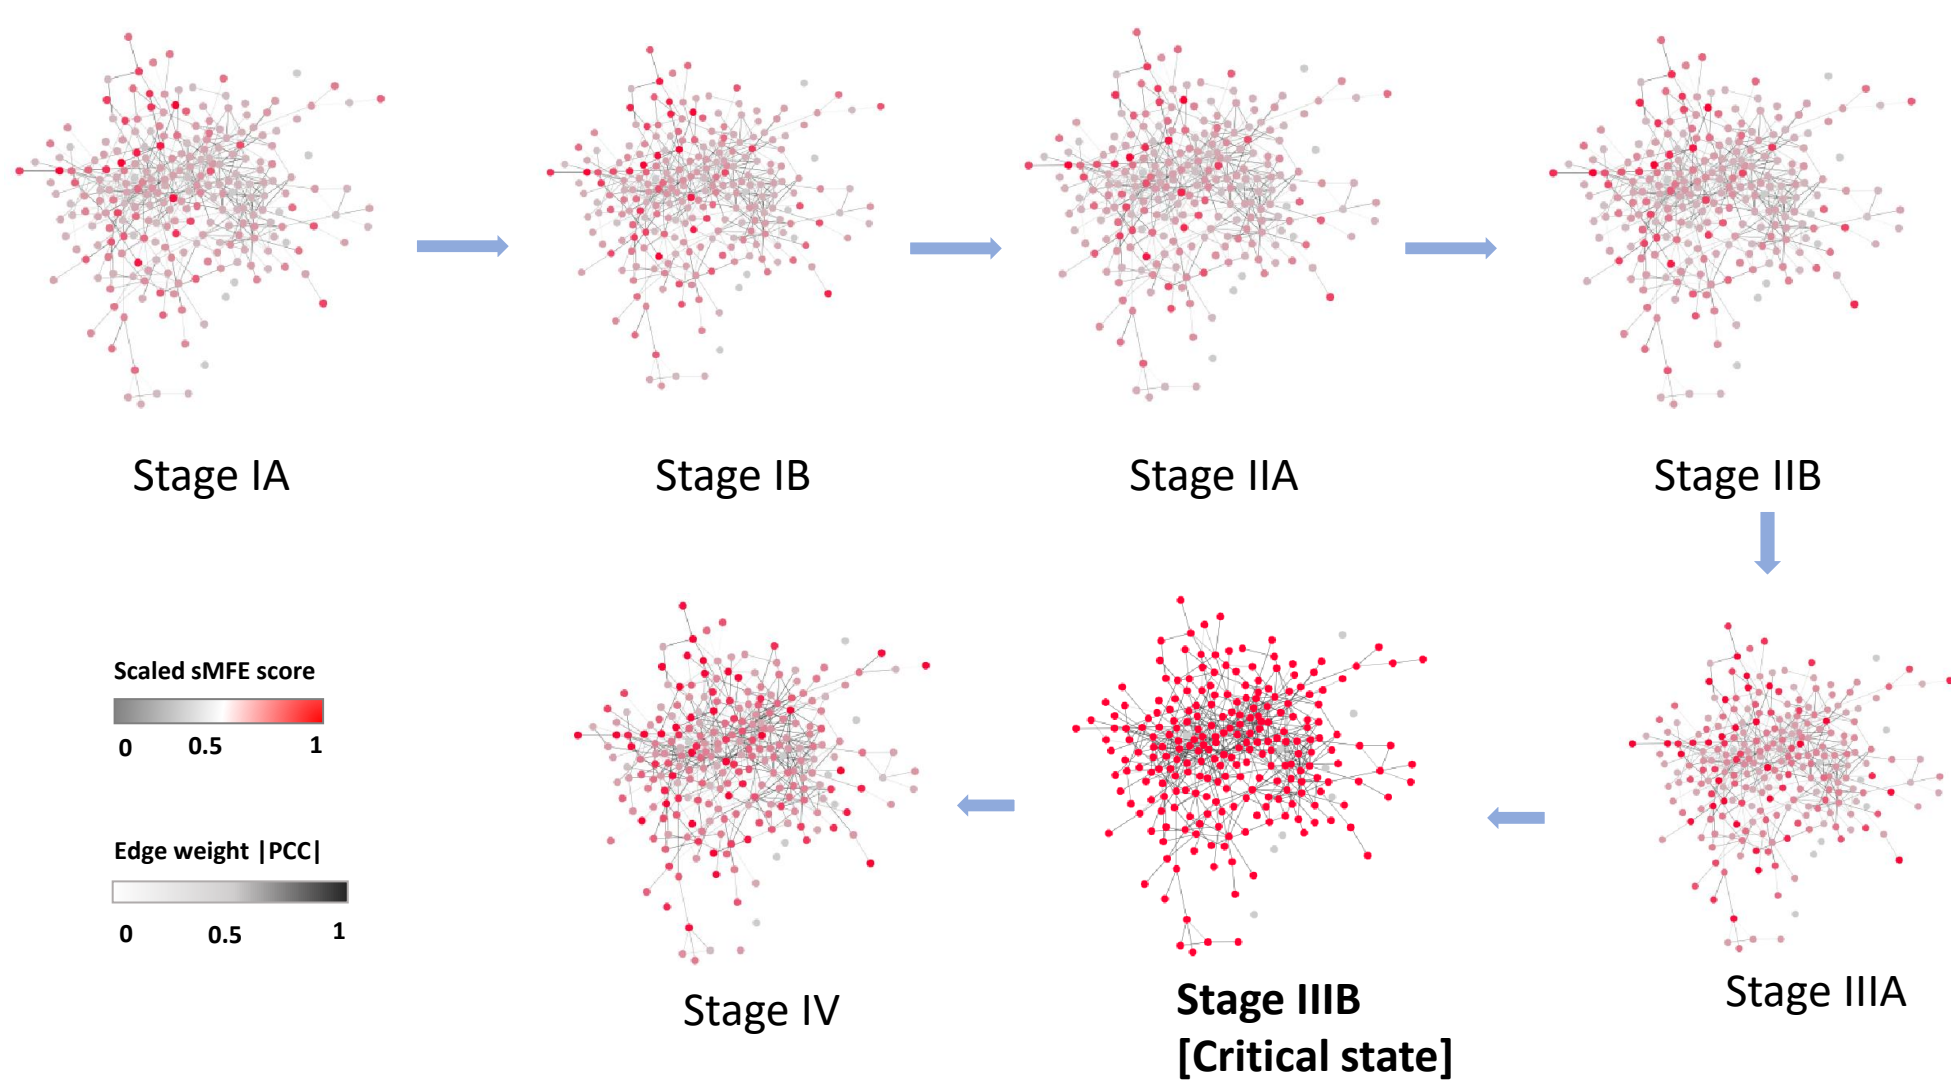 Stage IA
Stage IB
Stage IIA
Stage IIB
Scaled sMFE score
0 0.5 1
Edge weight |PCC|
0 0.5 1
Stage IV
Stage IIIB
[Critical state]
Stage IIIA